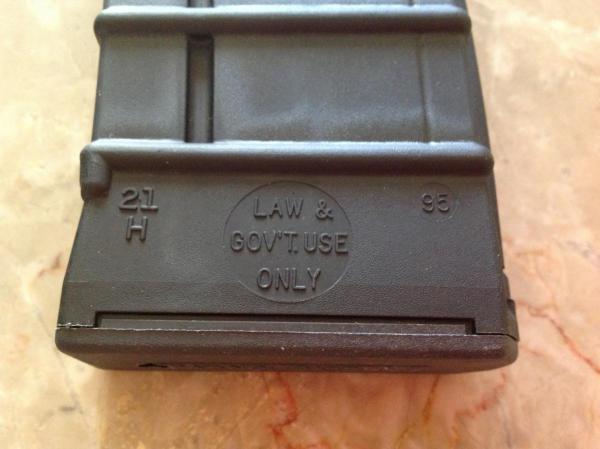 21
H
LAW &
GOV'T. USE
ONLY
95